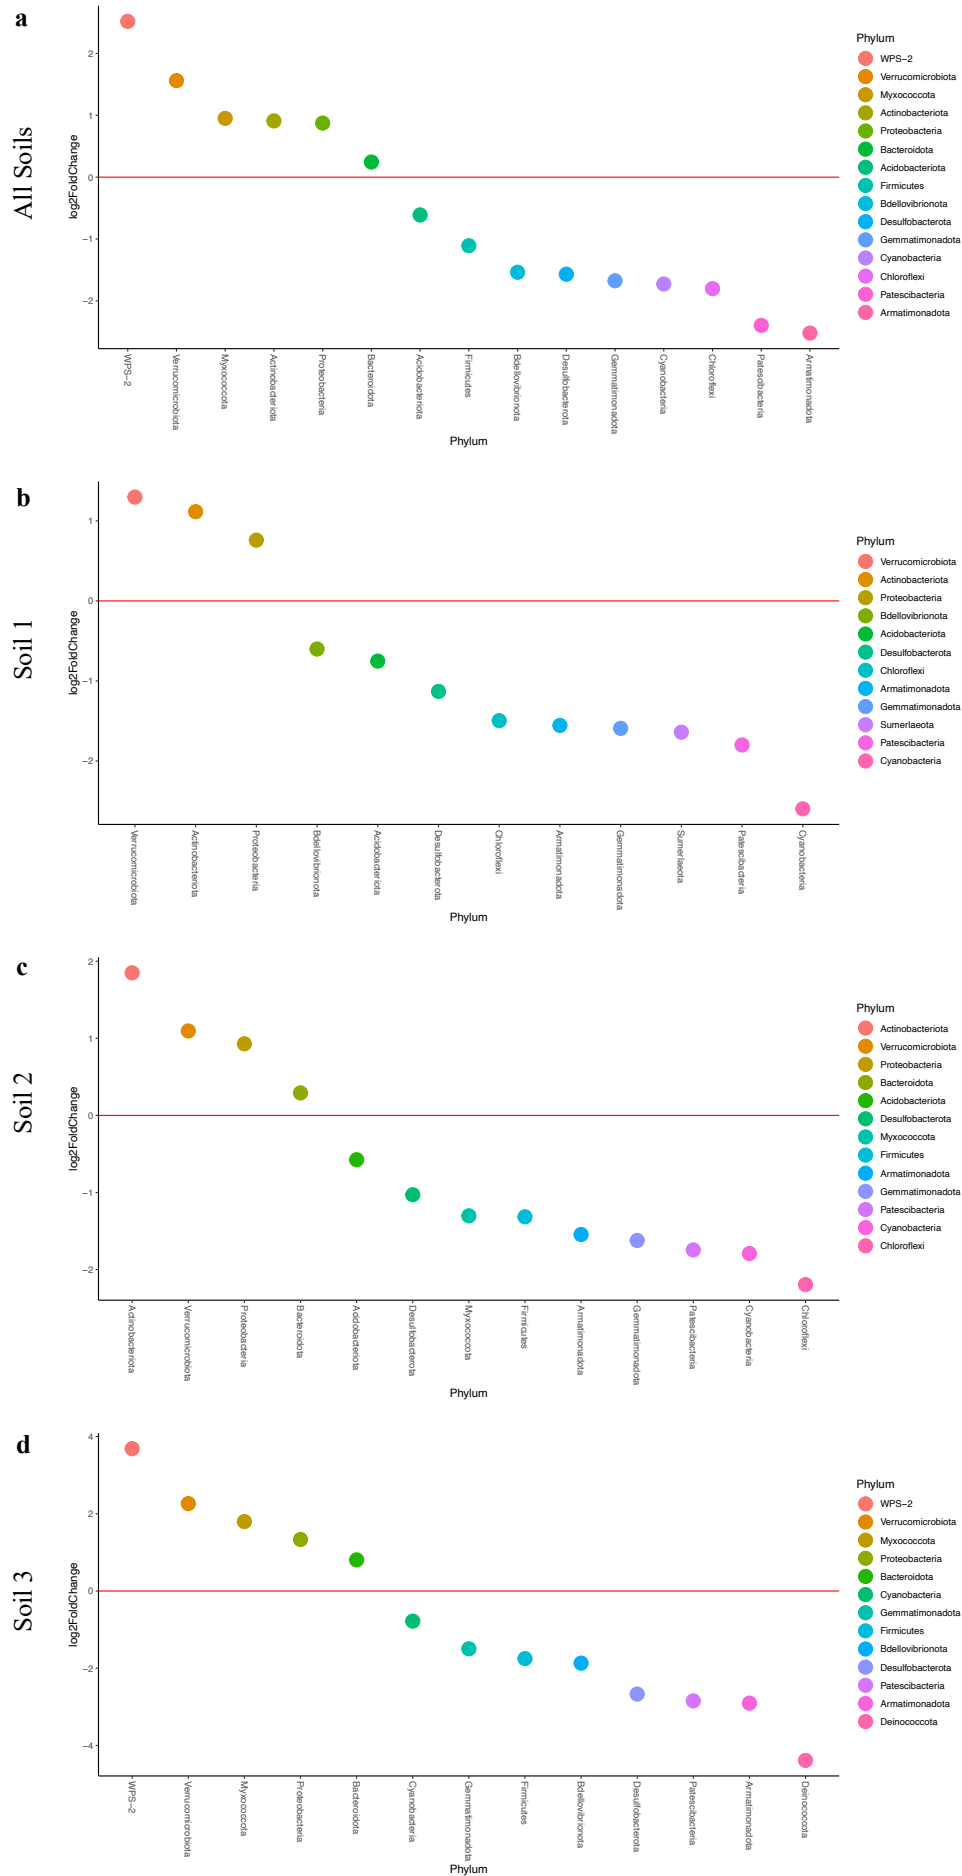 a
All Soils
log2FoldChange
2
1
0
−1
−2
WPS−2
Verrucomicrobiota
Myxococcota
Actinobacteriota
Proteobacteria
Bacteroidota
Acidobacteriota
Firmicutes
Bdellovibrionota
Desulfobacterota
Gemmatimonadota
Cyanobacteria
Chloroflexi
Patescibacteria
Armatimonadota
Phylum
Phylum
WPS−2
Verrucomicrobiota
Myxococcota
Actinobacteriota
Proteobacteria
Bacteroidota
Acidobacteriota
Firmicutes
Bdellovibrionota
Desulfobacterota
Gemmatimonadota
Cyanobacteria
Chloroflexi
Patescibacteria
Armatimonadota
b
Soil 1
log2FoldChange
1
0
−1
−2
Verrucomicrobiota
Actinobacteriota
Proteobacteria
Bdellovibrionota
Acidobacteriota
Desulfobacterota
Chloroflexi
Armatimonadota
Gemmatimonadota
Sumerlaeota
Patescibacteria
Cyanobacteria
Phylum
Phylum
Verrucomicrobiota
Actinobacteriota
Proteobacteria
Bdellovibrionota
Acidobacteriota
Desulfobacterota
Chloroflexi
Armatimonadota
Gemmatimonadota
Sumerlaeota
Patescibacteria
Cyanobacteria
c
Soil 2
log2FoldChange
2
1
0
−1
−2
Actinobacteriota
Verrucomicrobiota
Proteobacteria
Bacteroidota
Acidobacteriota
Desulfobacterota
Myxococcota
Firmicutes
Armatimonadota
Gemmatimonadota
Patescibacteria
Cyanobacteria
Chloroflexi
Phylum
Phylum
Actinobacteriota
Verrucomicrobiota
Proteobacteria
Bacteroidota
Acidobacteriota
Desulfobacterota
Myxococcota
Firmicutes
Armatimonadota
Gemmatimonadota
Patescibacteria
Cyanobacteria
Chloroflexi
d
Soil 3
log2FoldChange
4
2
0
−2
−4
WPS−2
Verrucomicrobiota
Myxococcota
Proteobacteria
Bacteroidota
Cyanobacteria
Gemmatimonadota
Firmicutes
Bdellovibrionota
Desulfobacterota
Patescibacteria
Armatimonadota
Deinococcota
Phylum
Phylum
WPS−2
Verrucomicrobiota
Myxococcota
Proteobacteria
Bacteroidota
Cyanobacteria
Gemmatimonadota
Firmicutes
Bdellovibrionota
Desulfobacterota
Patescibacteria
Armatimonadota
Deinococcota